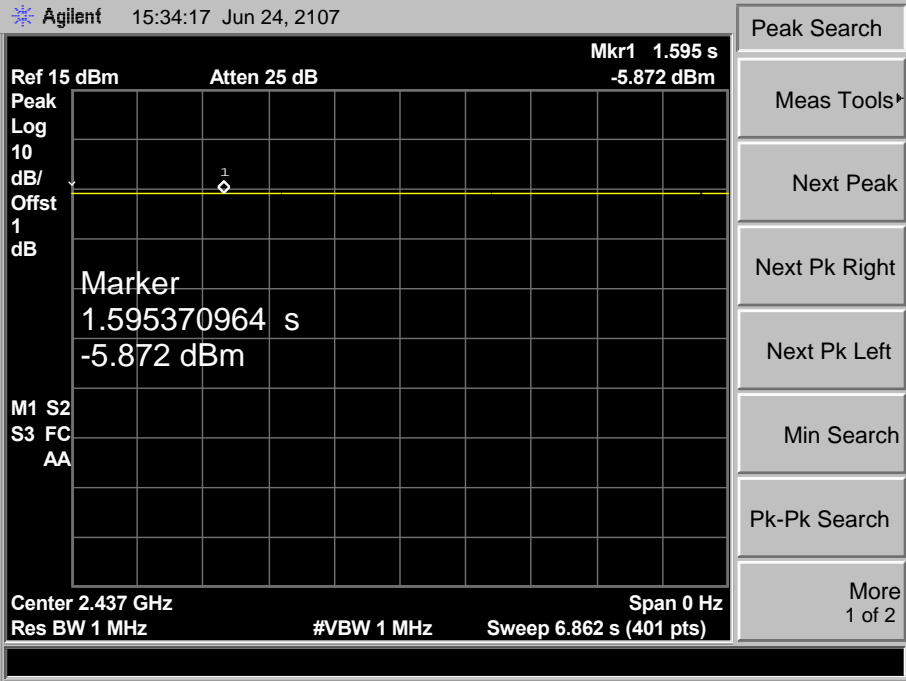 Agilent 15:34:17 Jun 24, 2107
Peak Search
Mkr1 1.595 s
Ref 15 dBm Atten 25 dB -5.872 dBm
Peak
Log
10
dB/
Offst
1
dB
1
Marker
1.595370964 s
-5.872 dBm
M1 S2
S3 FC
AA
Center 2.437 GHz Span 0 Hz
Res BW 1 MHz #VBW 1 MHz Sweep 6.862 s (401 pts)
Meas Tools
Next Peak
Next Pk Right
Next Pk Left
Min Search
Pk-Pk Search
More
1 of 2